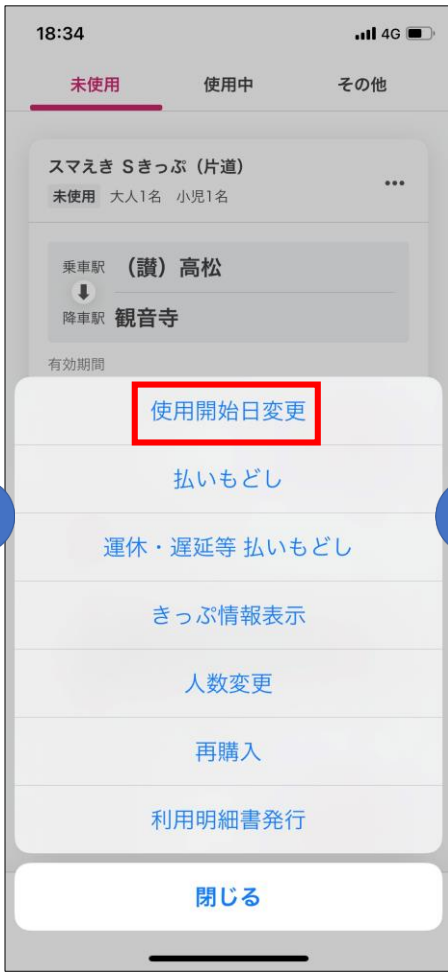 18:34 4G
未使用 使用中 その他
スマえき Sきっぷ（片道）
未使用 大人1名 小児1名
乗車駅 （讃）高松
降車駅 観音寺
有効期間
使用開始日変更
払いもどし
運休・遅延等 払いもどし
きっぷ情報表示
人数変更
再購入
利用明細書発行
閉じる